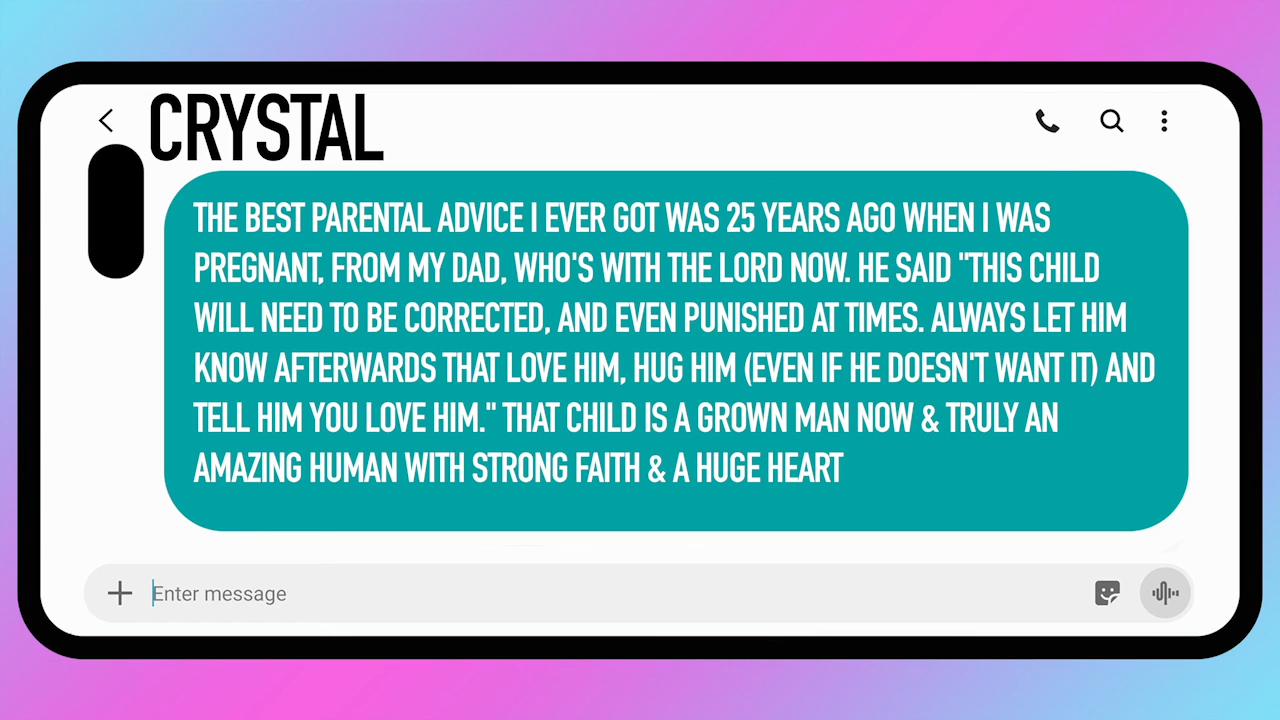 CRYSTAL
THE BEST PARENTAL ADVICE I EVER GOT WAS 25 YEARS AGO WHEN I WAS
PREGNANT, FROM MY DAD, WHO'S WITH THE LORD NOW. HE SAID "THIS CHILD
WILL NEED TO BE CORRECTED, AND EVEN PUNISHED AT TIMES. ALWAYS LET HIM
KNOW AFTERWARDS THAT LOVE HIM, HUG HIM (EVEN IF HE DOESN'T WANT IT) AND
TELL HIM YOU LOVE HIM." THAT CHILD IS A GROWN MAN NOW & TRULY AN
AMAZING HUMAN WITH STRONG FAITH & A HUGE HEART
Enter message